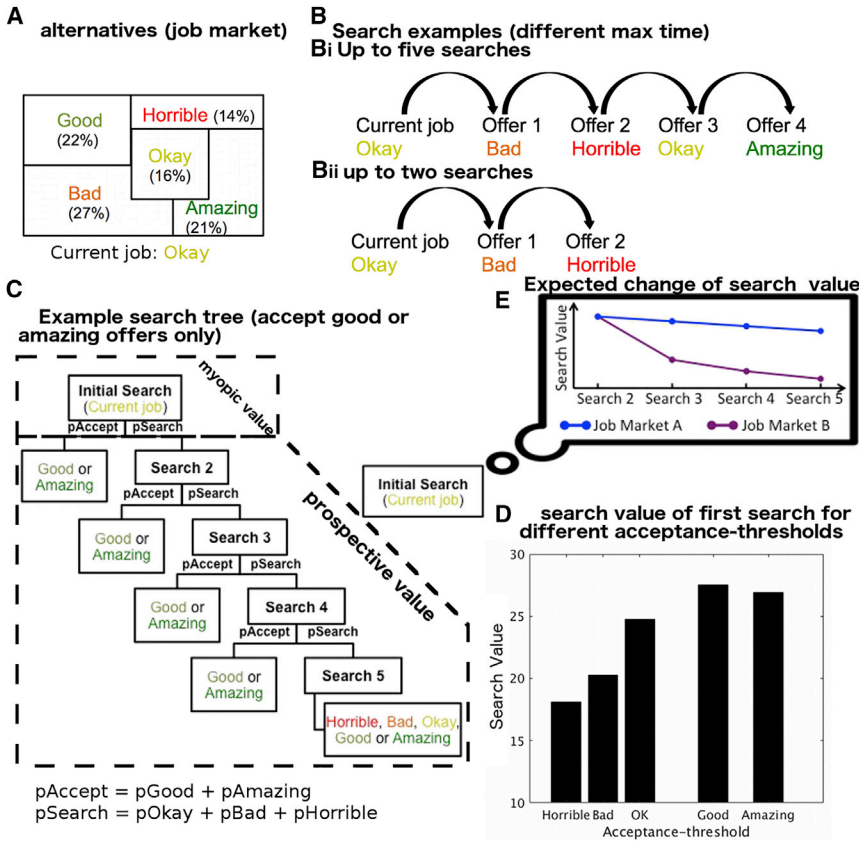 A
alternatives (job market)
Good
(22%)
Horrible (14%)
Okay
(16%)
Bad
(27%)
Amazing
(21%)
Current job: Okay
B
Search examples (different max time)
Bi Up to five searches
Current job Offer 1 Offer 2 Offer 3 Offer 4
Okay Bad Horrible Okay Amazing
Bii up to two searches
Current job Offer 1 Offer 2
Okay Bad Horrible
C
Example search tree (accept good or
amazing offers only)
myopic value
prospective value
Initial Search
(Current job)
pAccept pSearch
Good or
Amazing
Search 2
pAccept pSearch
Good or
Amazing
Search 3
pAccept pSearch
Good or
Amazing
Search 4
pAccept pSearch
Good or
Amazing
Search 5
Horrible, Bad, Okay,
Good or Amazing
pAccept = pGood + pAmazing
pSearch = pOkay + pBad + pHorrible
Initial Search
(Current job)
E
Expected change of search value
Search Value
Search 2 Search 3 Search 4 Search 5
Job Market A Job Market B
D
search value of first search for
different acceptance-thresholds
Search Value
30
25
20
15
10
Horrible Bad OK Good Amazing
Acceptance-threshold